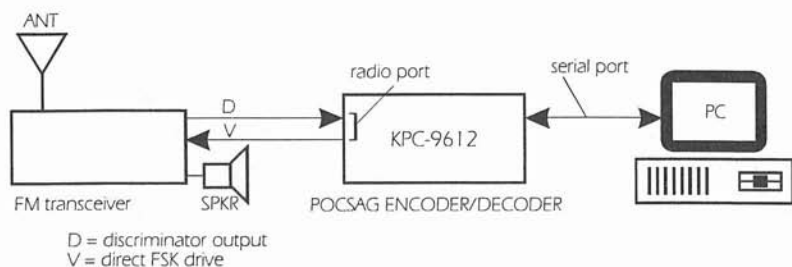 ANT
radio port
serial port
D
V
KPC-9612
PC
FM transceiver
SPKR
POCSAG ENCODER/DECODER
D = discriminator output
V = direct FSK drive